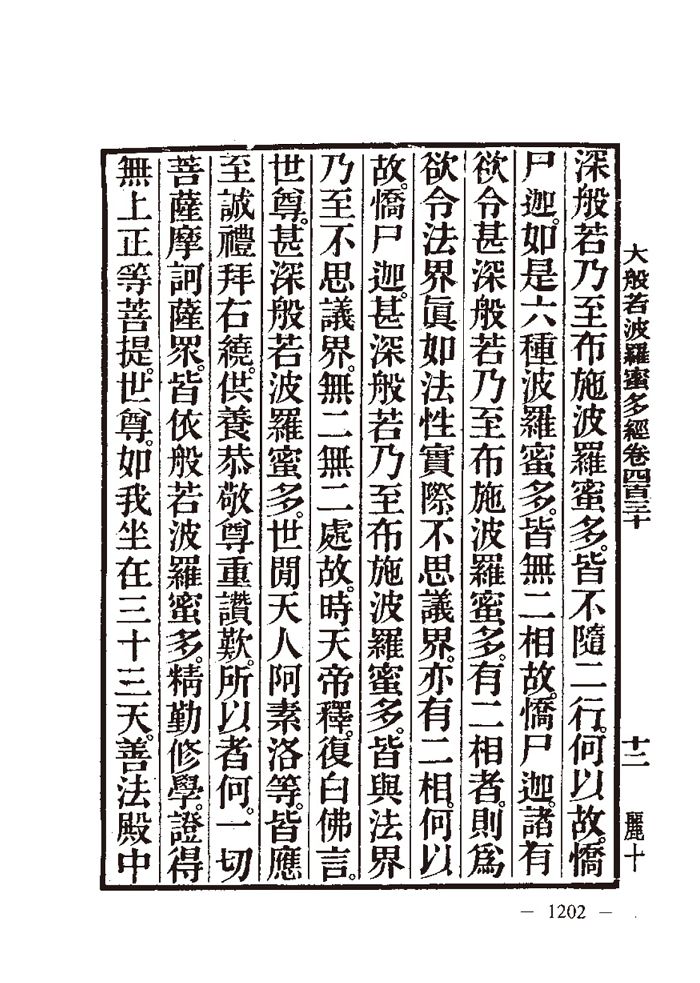 大般若波羅蜜多經卷四百三十
十二
麗十
深般若乃至布施波羅蜜多。皆不隨二行。何以故。憍
尸迦。如是六種波羅蜜多。皆無二相故。憍尸迦。諸有
欲令甚深般若乃至布施波羅蜜多。有二相者。則爲
欲令法界眞如法性實際不思議界。亦有二相。何以
故。憍尸迦。甚深般若乃至布施波羅蜜多。皆與法界
乃至不思議界。無二無二處故。時天帝釋。復白佛言。
世尊。甚深般若波羅蜜多。世閒天人阿素洛等。皆應
至誠禮拜右繞。供養恭敬尊重讚歎。所以者何。一切
菩薩摩訶薩眾。皆依般若波羅蜜多。精勤修學。證得
無上正等菩提。世尊。如我坐在三十三天。善法殿中
— 1202 —